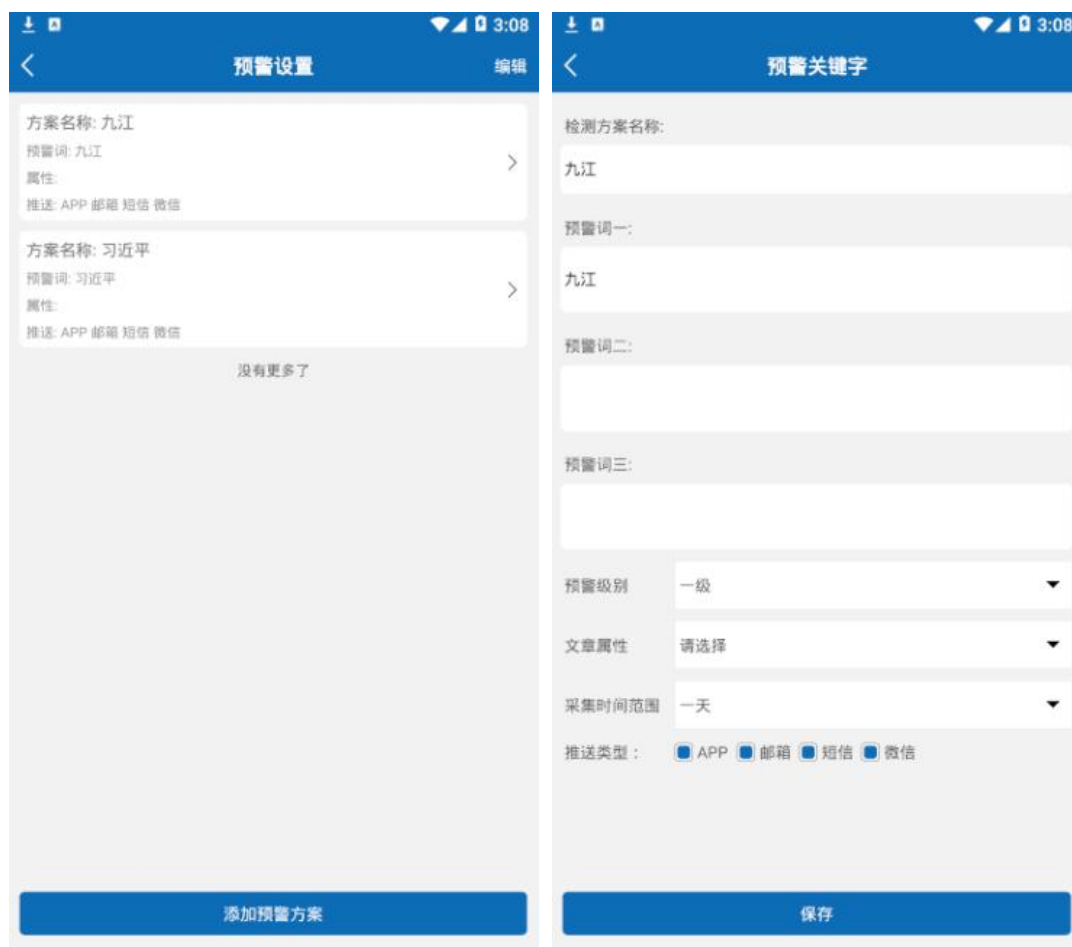 3:08
预警设置
编辑
方案名称: 九江
预警词: 九江
属性:
推送: APP 邮箱 短信 微信
方案名称: 习近平
预警词: 习近平
属性:
推送: APP 邮箱 短信 微信
没有更多了
添加预警方案
3:08
预警关键字
检测方案名称:
九江
预警词一:
九江
预警词二:
预警词三:
预警级别 一级
文章属性 请选择
采集时间范围 一天
推送类型： APP 邮箱 短信 微信
保存